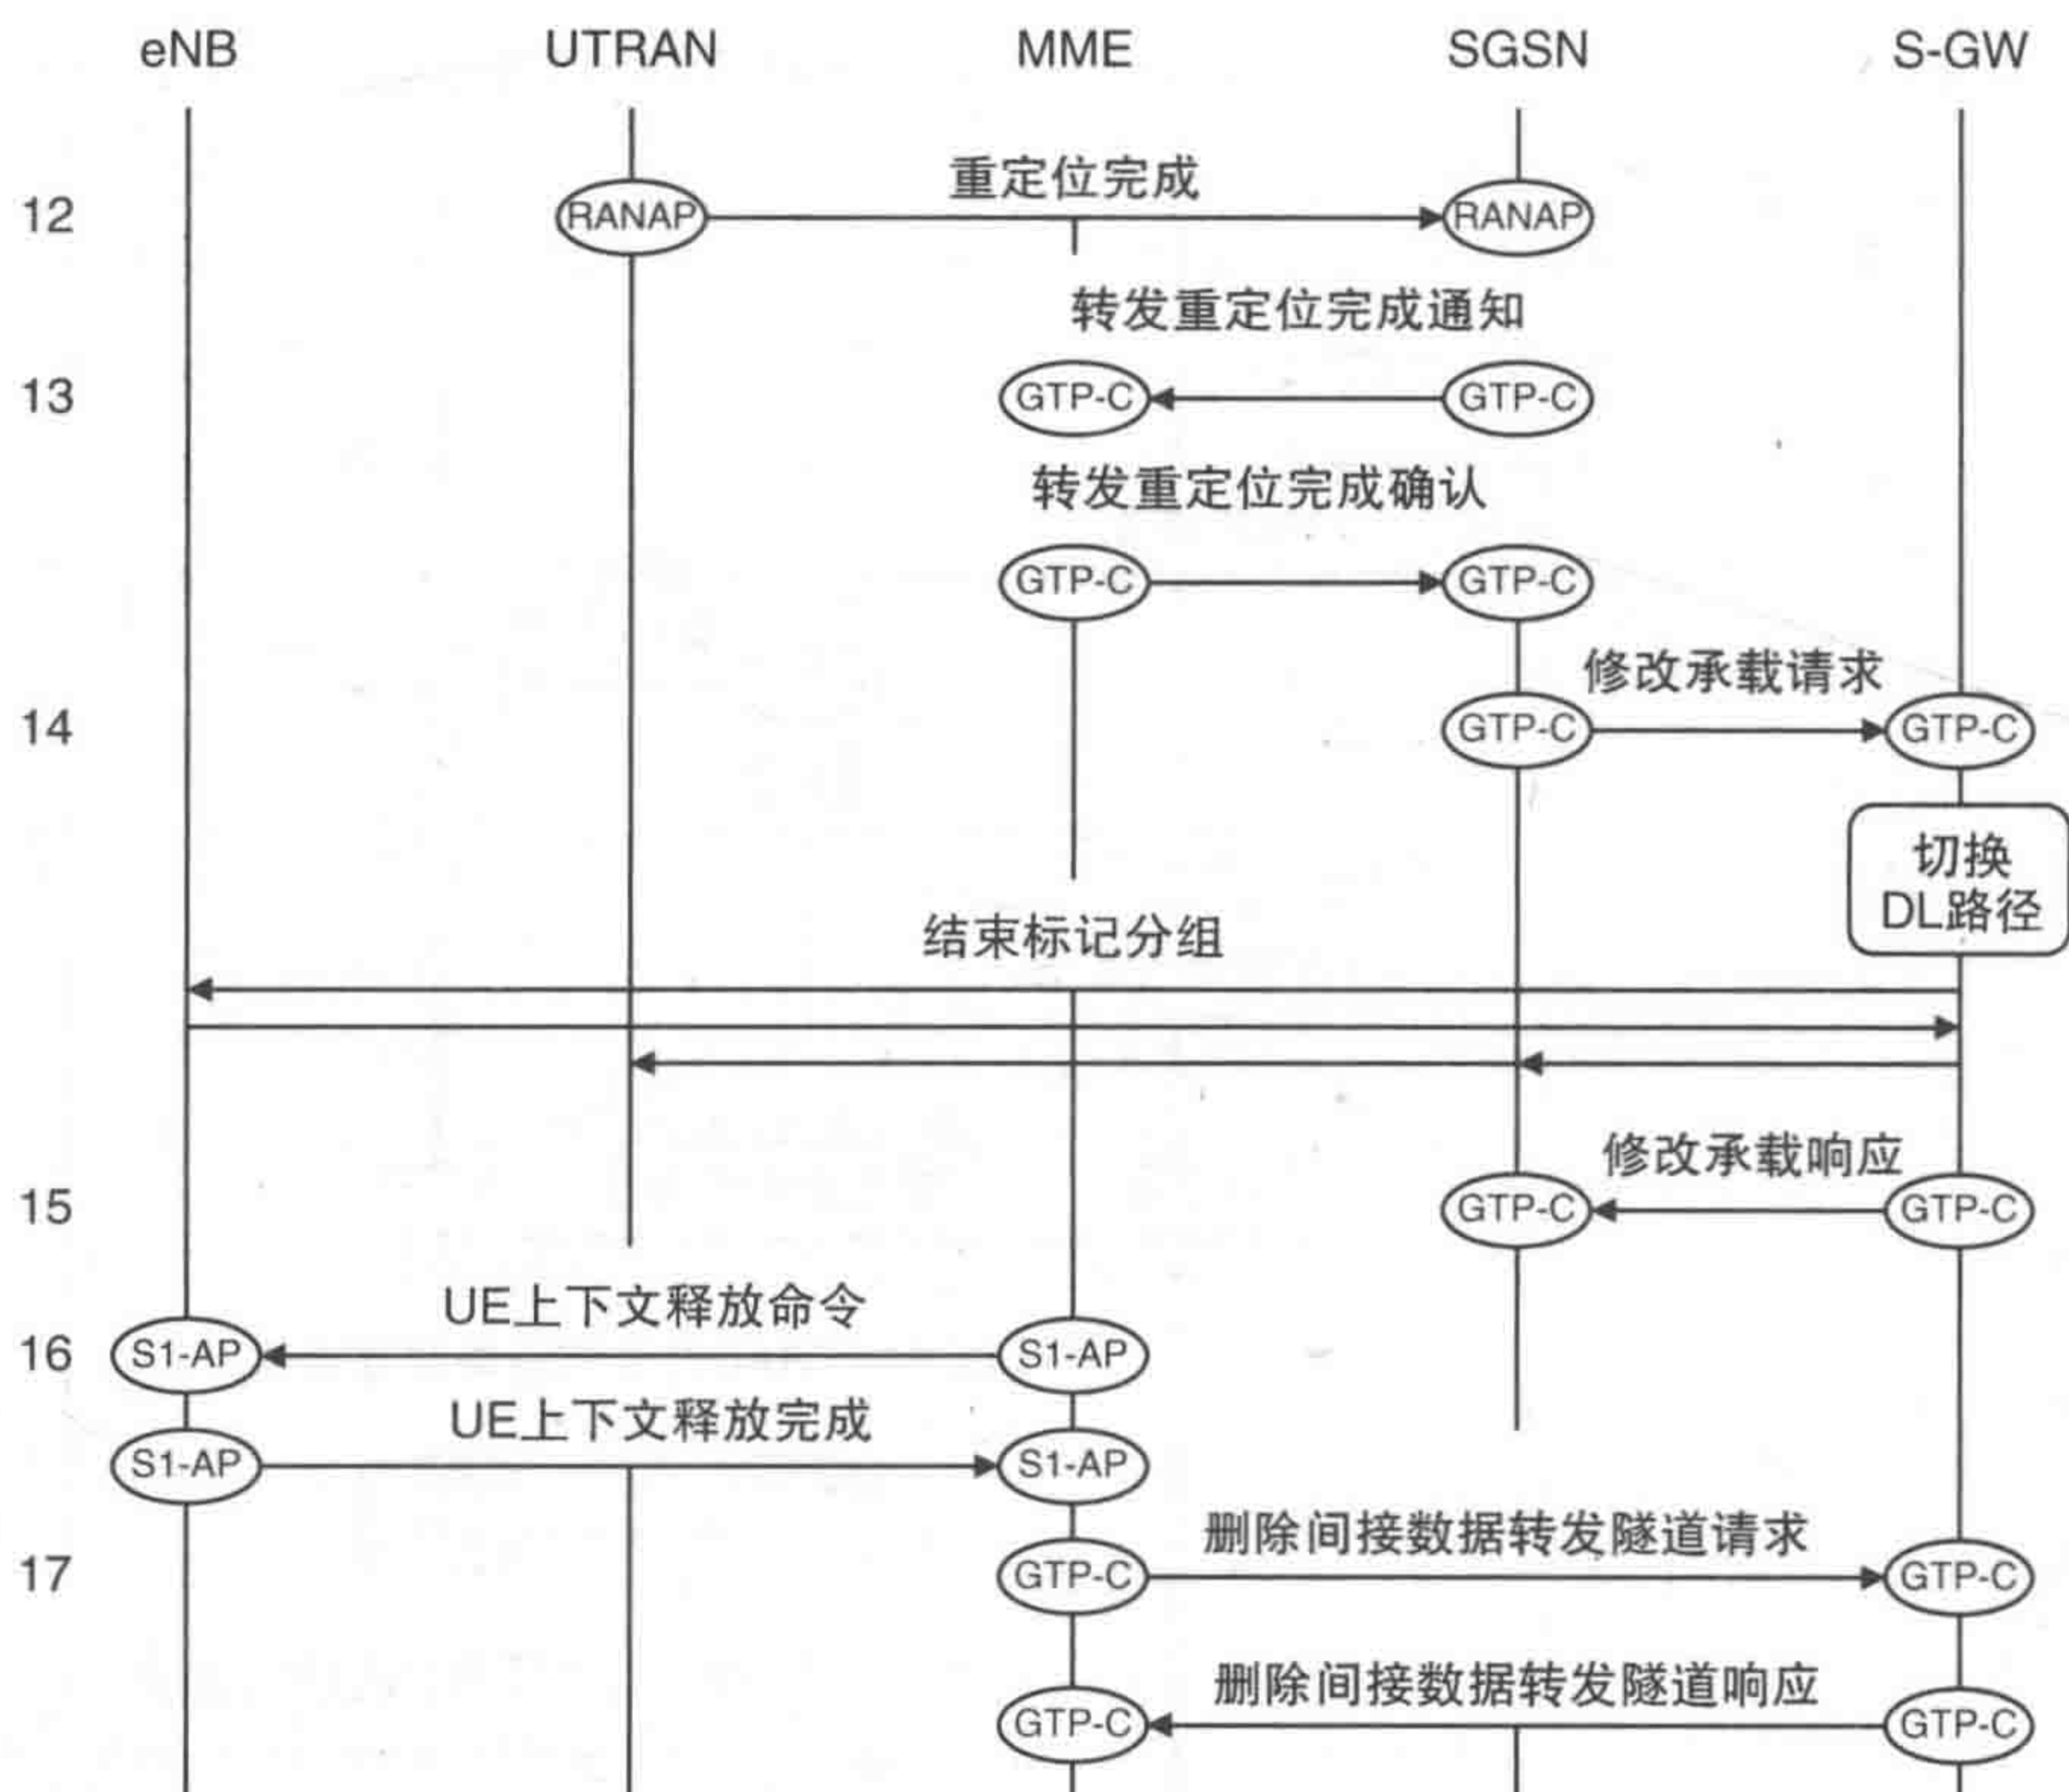 eNB UTRAN MME SGSN S-GW
重定位完成
12 RANAP RANAP
转发重定位完成通知
13 GTP-C GTP-C
转发重定位完成确认
GTP-C GTP-C
修改承载请求
14 GTP-C GTP-C
切换
DL路径
结束标记分组
修改承载响应
15 GTP-C GTP-C
UE上下文释放命令
16 S1-AP S1-AP
UE上下文释放完成
S1-AP S1-AP
删除间接数据转发隧道请求
17 GTP-C GTP-C
删除间接数据转发隧道响应
GTP-C GTP-C